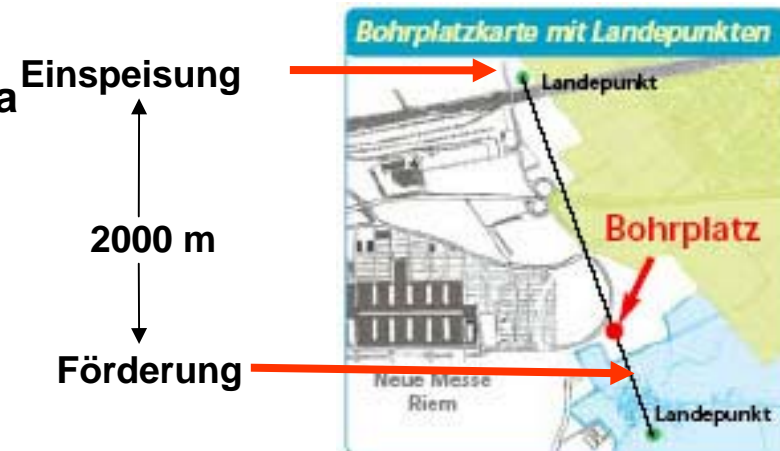 Bohrplatzkarte mit Landepunkten
Einspeisung
a
Landepunkt
2000 m
Bohrplatz
Förderung
Neue Messe
Riem
Landepunkt